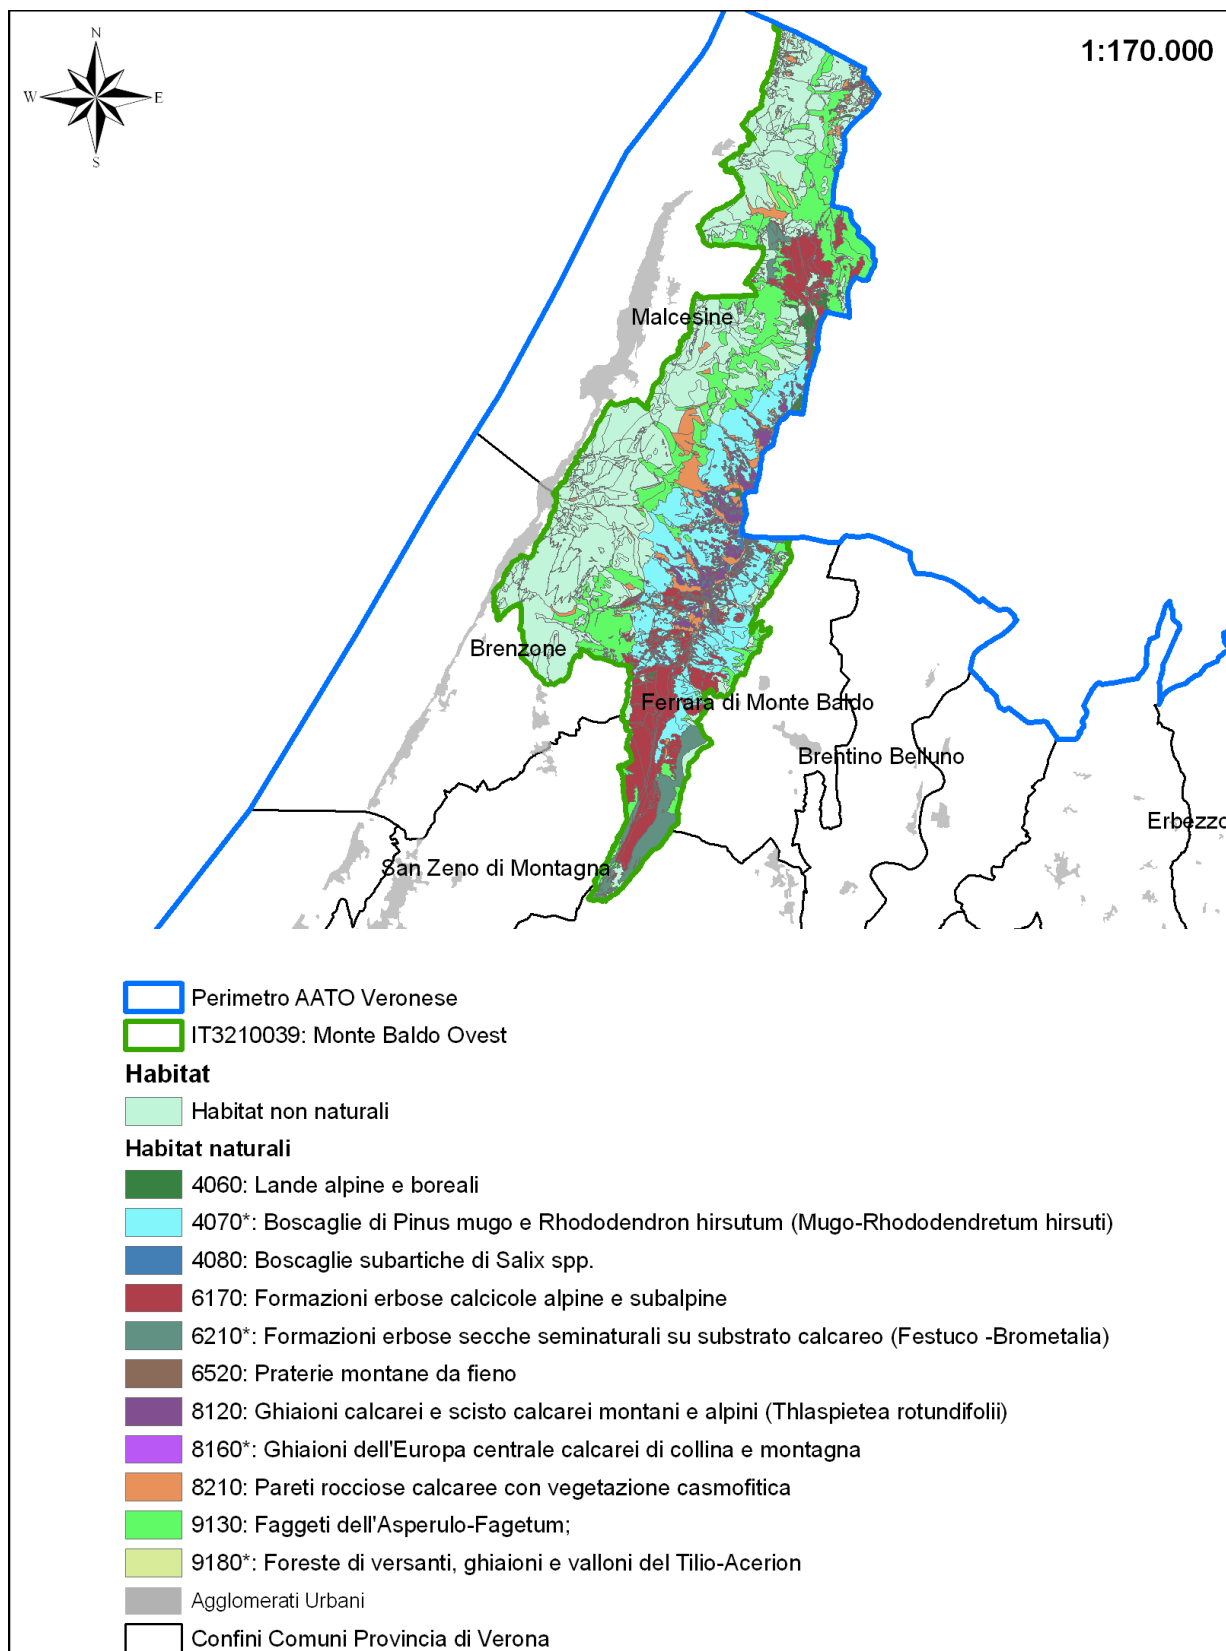 N
W E
S
1:170.000
Malcesine
Brenzone
Ferrara di Monte Baldo
Brentino Belluno
Erbezzo
San Zeno di Montagna
Perimetro AATO Veronese
IT3210039: Monte Baldo Ovest
Habitat
Habitat non naturali
Habitat naturali
4060: Lande alpine e boreali
4070*: Boscaglie di Pinus mugo e Rhododendron hirsutum (Mugo-Rhododendretum hirsuti)
4080: Boscaglie subartiche di Salix spp.
6170: Formazioni erbose calcicole alpine e subalpine
6210*: Formazioni erbose secche seminaturali su substrato calcareo (Festuco -Brometalia)
6520: Praterie montane da fieno
8120: Ghiaioni calcarei e scisto calcarei montani e alpini (Thlaspietea rotundifolii)
8160*: Ghiaioni dell'Europa centrale calcarei di collina e montagna
8210: Pareti rocciose calcaree con vegetazione casmofitica
9130: Faggeti dell'Asperulo-Fagetum;
9180*: Foreste di versanti, ghiaioni e valloni del Tilio-Acerion
Agglomerati Urbani
Confini Comuni Provincia di Verona